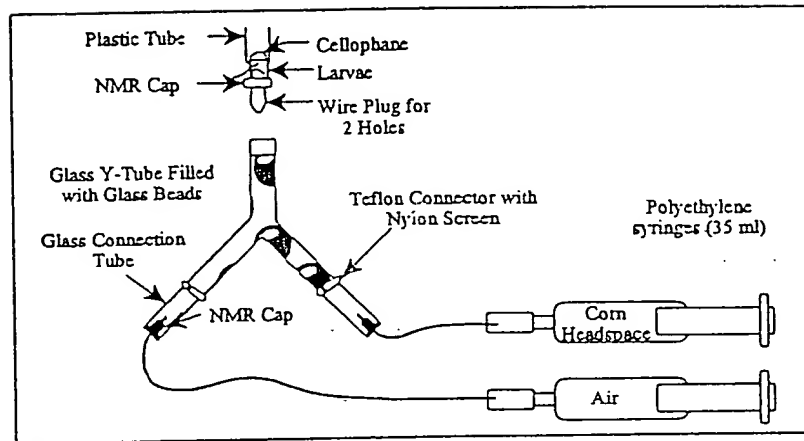 Plastic Tube
Cellophane
Larvae
NMR Cap
Wire Plug for
2 Holes
Glass Y-Tube Filled
with Glass Beads
Teflon Connector with
Nylon Screen
Polyethylene
syringes (35 ml)
Glass Connection
Tube
NMR Cap
Corn
Headspace
Air